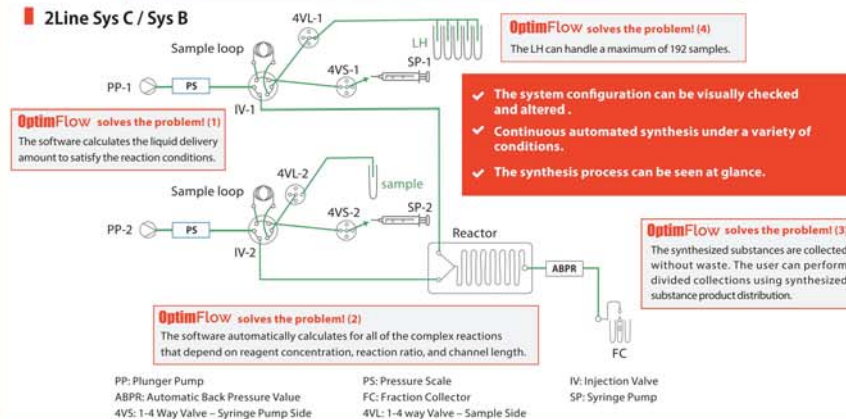 2Line Sys C / Sys B
4VL-1
Sample loop
LH
SP-1
4VS-1
PP-1
PS
IV-1
OptimFlow solves the problem! (4)
The LH can handle a maximum of 192 samples.
✔ The system configuration can be visually checked
and altered .
✔ Continuous automated synthesis under a variety of
conditions.
✔ The synthesis process can be seen at glance.
OptimFlow solves the problem! (1)
The software calculates the liquid delivery
amount to satisfy the reaction conditions.
4VL-2
Sample loop
sample
SP-2
4VS-2
PP-2
PS
IV-2
Reactor
ABPR
FC
OptimFlow solves the problem! (3)
The synthesized substances are collected
without waste. The user can perform
divided collections using synthesized
substance product distribution.
OptimFlow solves the problem! (2)
The software automatically calculates for all of the complex reactions
that depend on reagent concentration, reaction ratio, and channel length.
PP: Plunger Pump
PS: Pressure Scale
IV: Injection Valve
ABPR: Automatic Back Pressure Value
FC: Fraction Collector
SP: Syringe Pump
4VS: 1-4 Way Valve – Syringe Pump Side
4VL: 1-4 way Valve – Sample Side